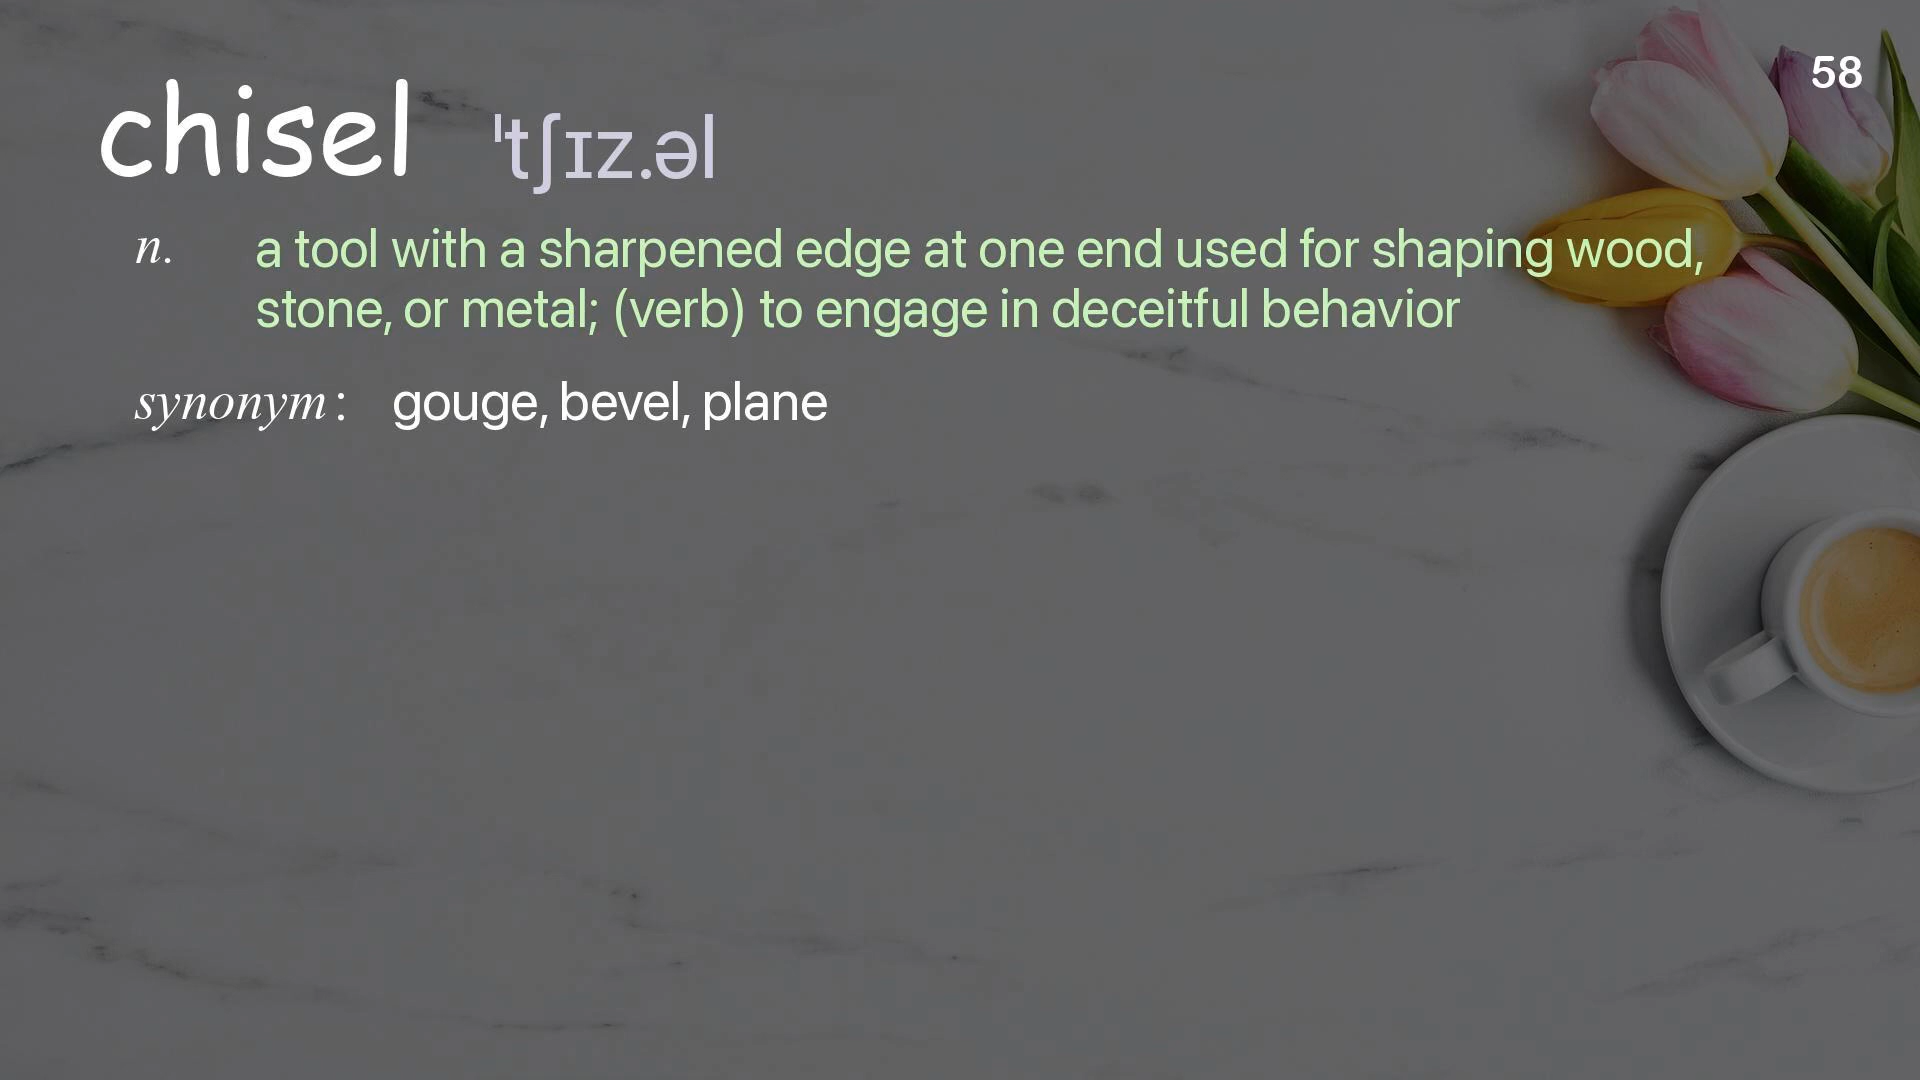 58
chisel ˈtʃɪz.əl
n. a tool with a sharpened edge at one end used for shaping wood,
stone, or metal; (verb) to engage in deceitful behavior
synonym : gouge, bevel, plane